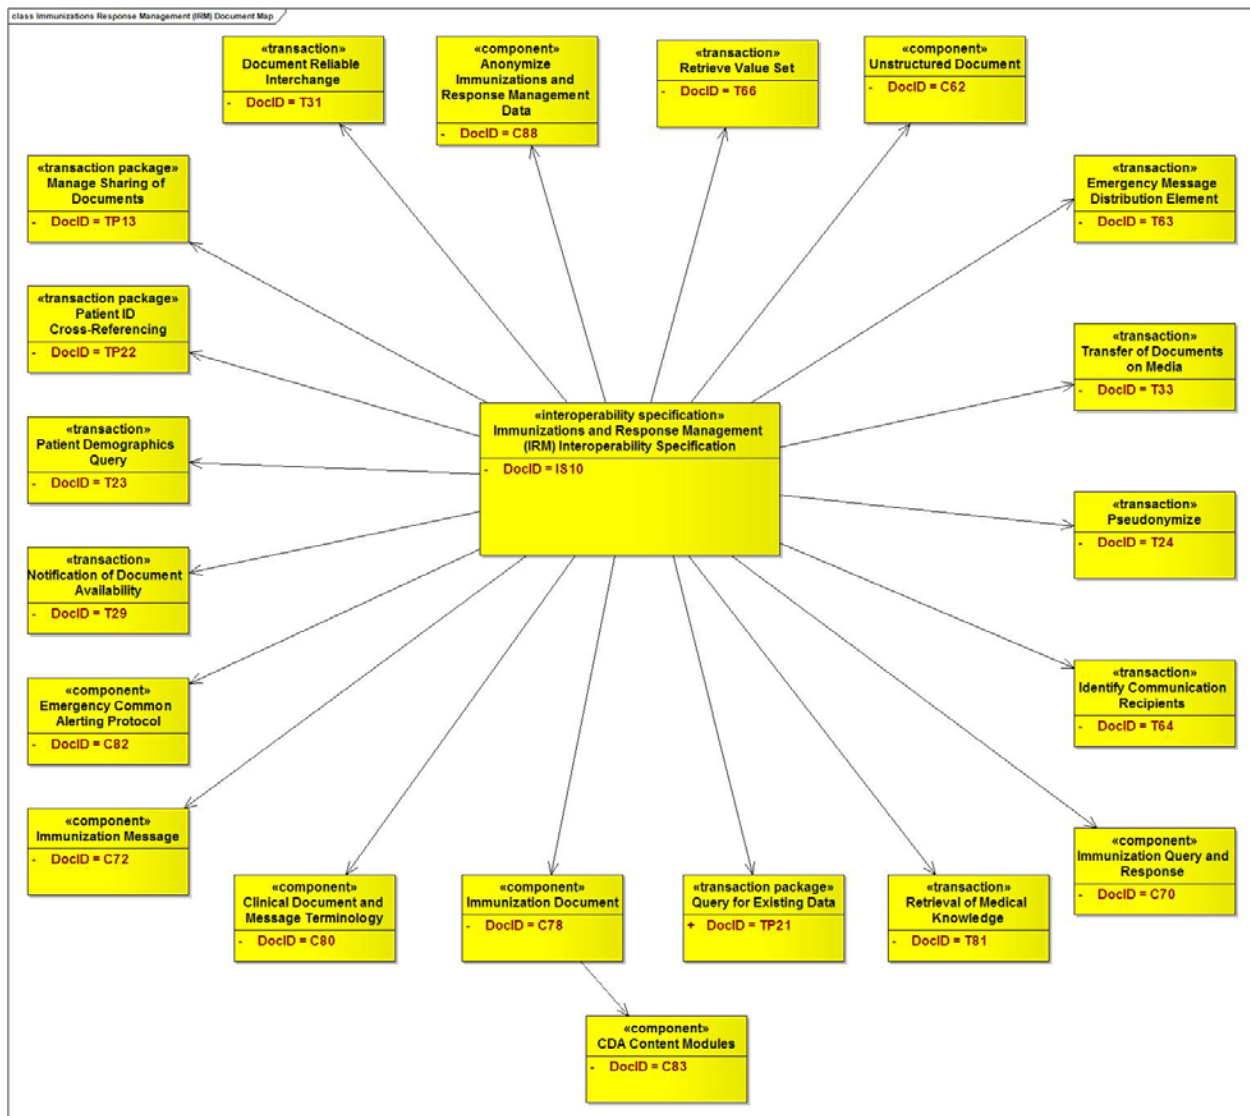 class Immunizations Response Management (IRM) Document Map
«transaction»
Document Reliable
Interchange
- DocID = T31
«component»
Anonymize
Immunizations and
Response Management
Data
- DocID = C88
«transaction»
Retrieve Value Set
- DocID = T66
«component»
Unstructured Document
- DocID = C62
«transaction package»
Manage Sharing of
Documents
- DocID = TP13
«transaction»
Emergency Message
Distribution Element
- DocID = T63
«transaction package»
Patient ID
Cross-Referencing
- DocID = TP22
«transaction»
Transfer of Documents
on Media
- DocID = T33
«interoperability specification»
Immunizations and Response Management
(IRM) Interoperability Specification
- DocID = IS10
«transaction»
Patient Demographics
Query
- DocID = T23
«transaction»
Pseudonymize
- DocID = T24
«transaction»
Notification of Document
Availability
- DocID = T29
«transaction»
Identify Communication
Recipients
- DocID = T64
«component»
Emergency Common
Alerting Protocol
- DocID = C82
«component»
Immunization Message
- DocID = C72
«component»
Immunization Query and
Response
- DocID = C70
«component»
Clinical Document and
Message Terminology
- DocID = C80
«component»
Immunization Document
- DocID = C78
«transaction package»
Query for Existing Data
+ DocID = TP21
«transaction»
Retrieval of Medical
Knowledge
- DocID = T81
«component»
CDA Content Modules
- DocID = C83